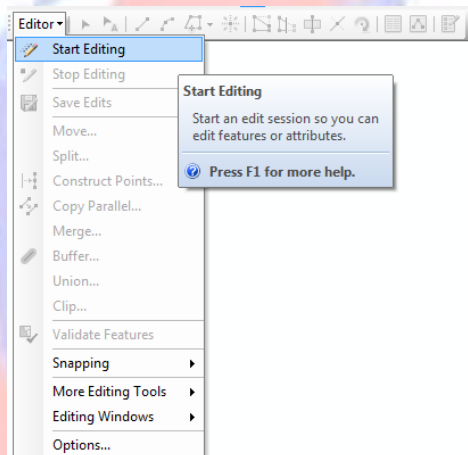 Editor
Start Editing
Stop Editing
Save Edits
Move...
Split...
Construct Points...
Copy Parallel...
Merge...
Buffer...
Union...
Clip...
Validate Features
Snapping
More Editing Tools
Editing Windows
Options...
Start Editing
Start an edit session so you can
edit features or attributes.
Press F1 for more help.